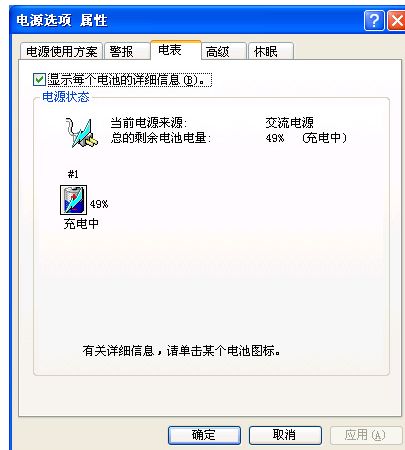 电源选项 属性
电源使用方案 警报 电表 高级 休眠
显示每个电池的详细信息(B)。
电源状态
当前电源来源: 交流电源
总的剩余电池电量: 49% (充电中)
#1
49%
充电中
有关详细信息，请单击某个电池图标。
确定 取消 应用(A)